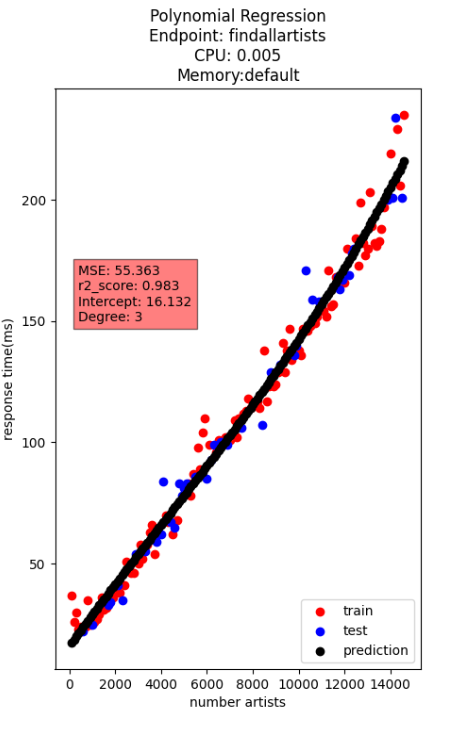 Polynomial Regression
Endpoint: findallartists
CPU: 0.005
Memory:default
response time(ms)
200
150
100
50
MSE: 55.363
r2_score: 0.983
Intercept: 16.132
Degree: 3
train
test
prediction
0 2000 4000 6000 8000 10000 12000 14000
number artists